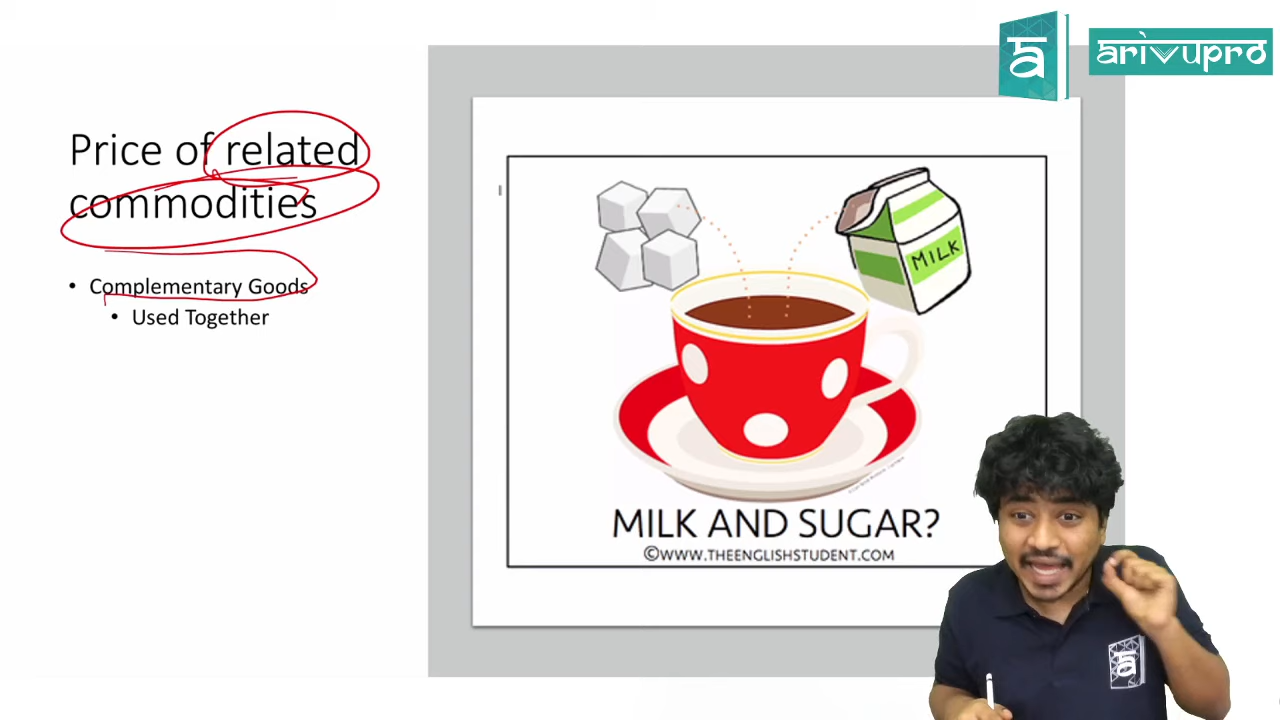 arivupro
Price of related
commodities
• Complementary Goods
• Used Together
MILK
MILK AND SUGAR?
©WWW.THEENGLISHSTUDENT.COM